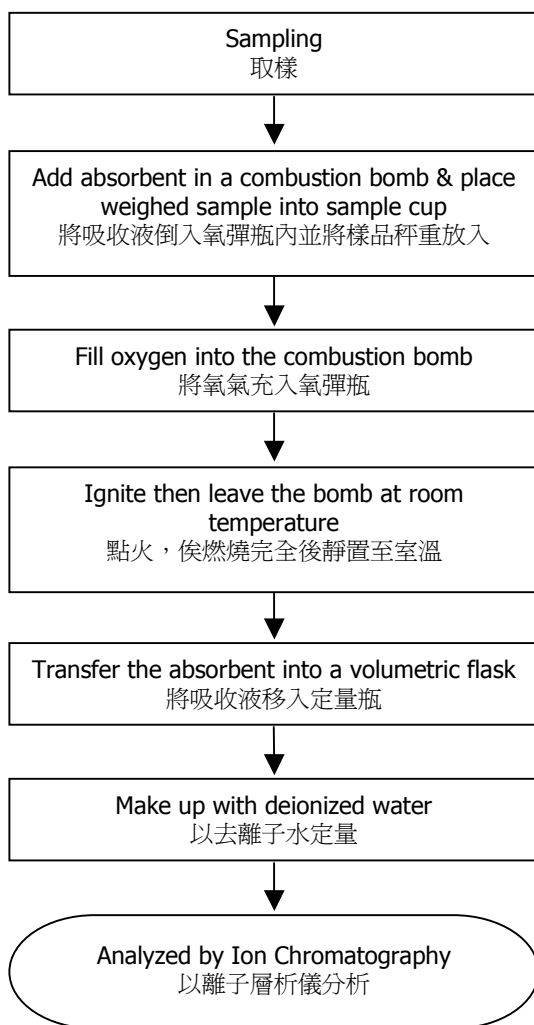 Sampling
取樣
Add absorbent in a combustion bomb & place
weighed sample into sample cup
將吸收液倒入氧彈瓶內並將樣品秤重放入
Fill oxygen into the combustion bomb
將氧氣充入氧彈瓶
Ignite then leave the bomb at room
temperature
點火，俟燃燒完全後靜置至室溫
Transfer the absorbent into a volumetric flask
將吸收液移入定量瓶
Make up with deionized water
以去離子水定量
Analyzed by Ion Chromatography
以離子層析儀分析